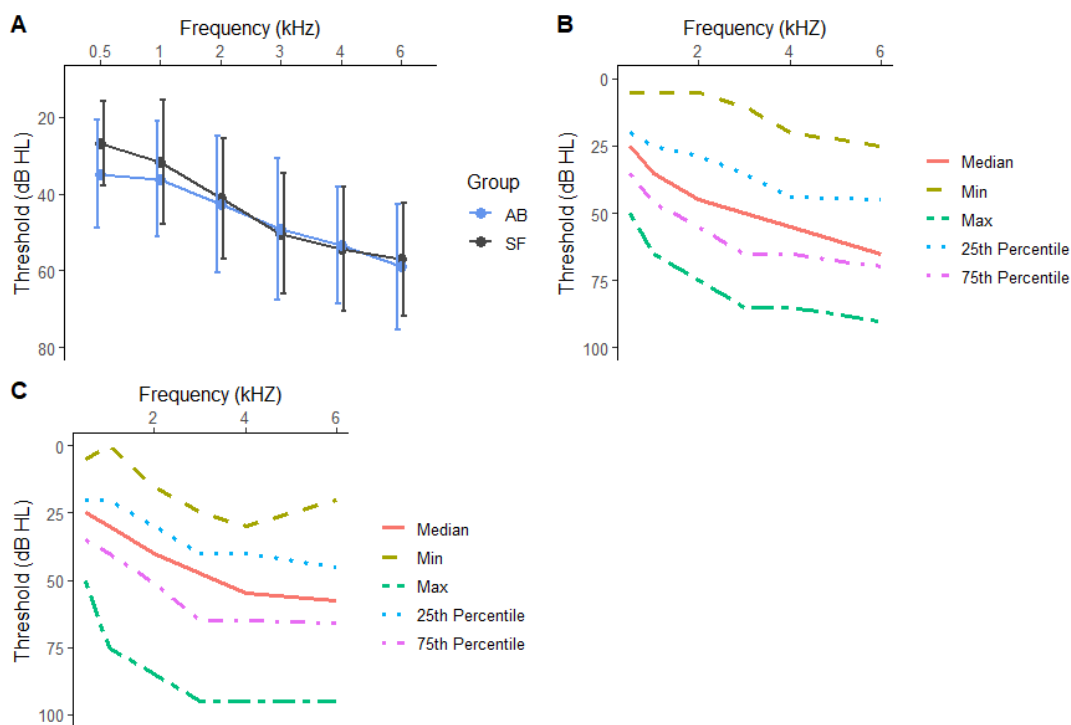 A
Frequency (kHz)
0.5 1 2 3 4 6
Threshold (dB HL)
20
40
60
80
Group
AB
SF
B
Frequency (kHZ)
2 4 6
Threshold (dB HL)
0
25
50
75
100
Median
Min
Max
25th Percentile
75th Percentile
C
Frequency (kHZ)
2 4 6
Threshold (dB HL)
0
25
50
75
100
Median
Min
Max
25th Percentile
75th Percentile